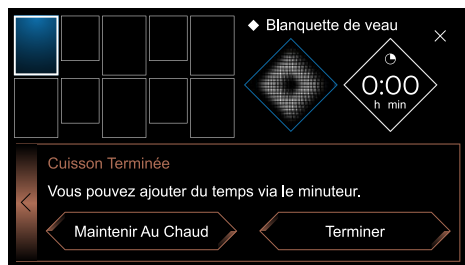 Blanquette de veau
0:00
h min
Cuisson Terminée
Vous pouvez ajouter du temps via le minuteur.
Maintenir Au Chaud
Terminer